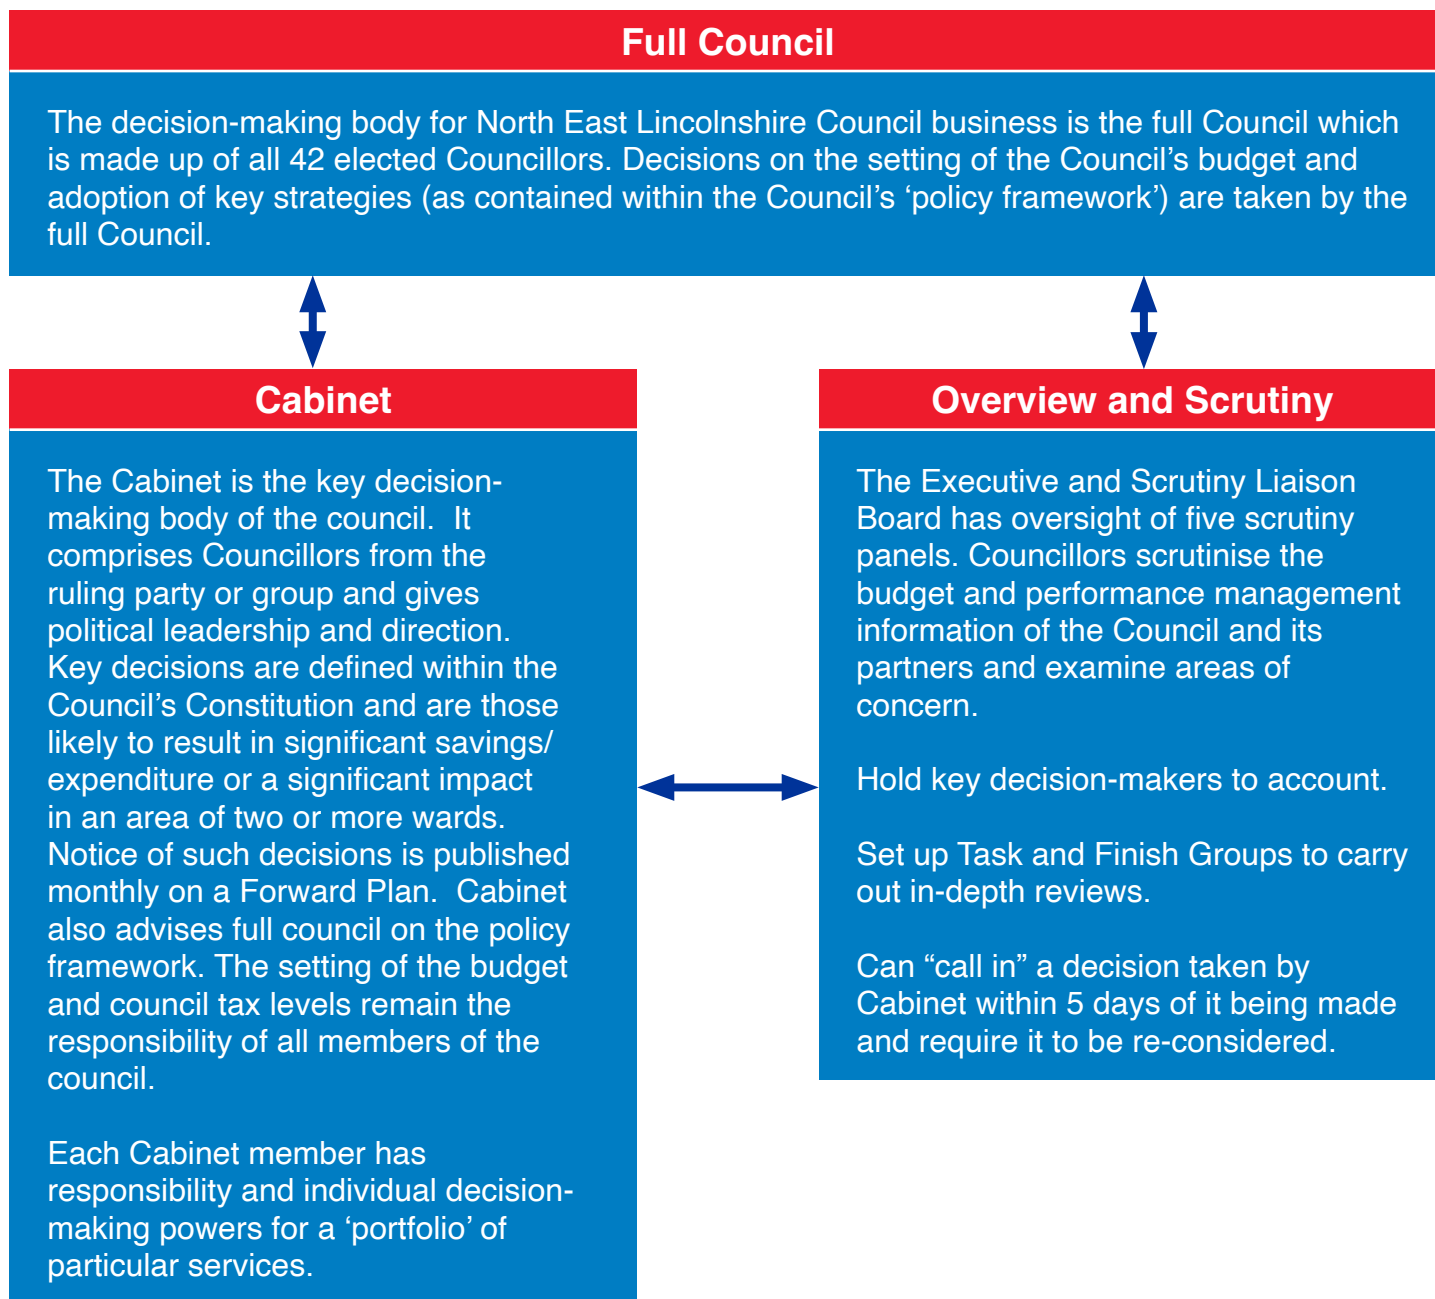 Full Council
The decision-making body for North East Lincolnshire Council business is the full Council which
is made up of all 42 elected Councillors. Decisions on the setting of the Council’s budget and
adoption of key strategies (as contained within the Council’s ‘policy framework’) are taken by the
full Council.
Cabinet
The Cabinet is the key decision-
making body of the council.  It
comprises Councillors from the
ruling party or group and gives
political leadership and direction.
Key decisions are defined within the
Council’s Constitution and are those
likely to result in significant savings/
expenditure or a significant impact
in an area of two or more wards.
Notice of such decisions is published
monthly on a Forward Plan.  Cabinet
also advises full council on the policy
framework. The setting of the budget
and council tax levels remain the
responsibility of all members of the
council.
Each Cabinet member has
responsibility and individual decision-
making powers for a ‘portfolio’ of
particular services.
Overview and Scrutiny
The Executive and Scrutiny Liaison
Board has oversight of five scrutiny
panels. Councillors scrutinise the
budget and performance management
information of the Council and its
partners and examine areas of
concern.
Hold key decision-makers to account.
Set up Task and Finish Groups to carry
out in-depth reviews.
Can “call in” a decision taken by
Cabinet within 5 days of it being made
and require it to be re-considered.